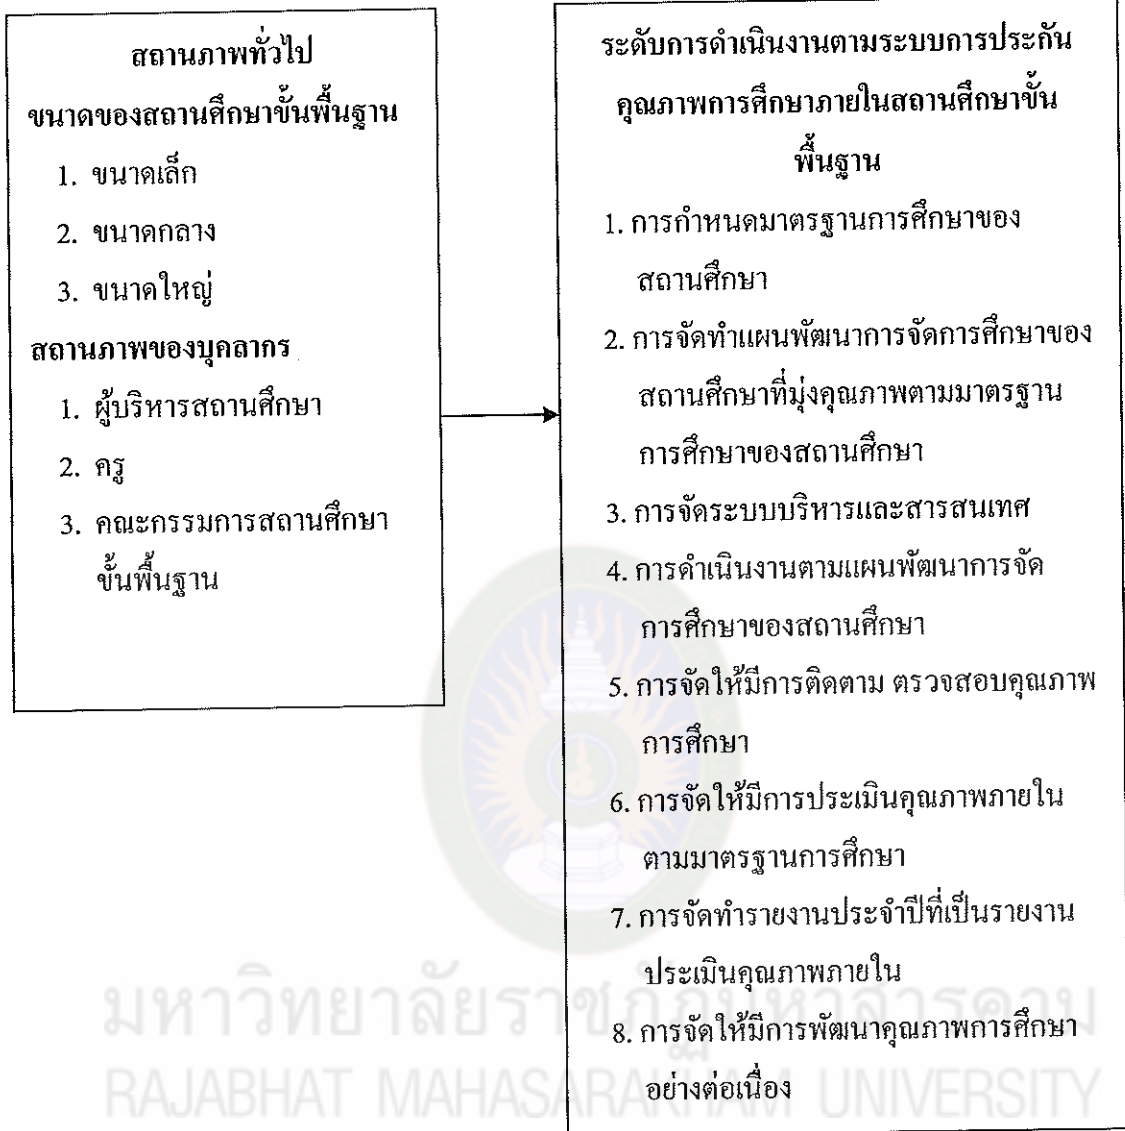 สถานภาพทั่วไป
ขนาดของสถานศึกษาขั้นพื้นฐาน
1. ขนาดเล็ก
2. ขนาดกลาง
3. ขนาดใหญ่
สถานภาพของบุคลากร
1. ผู้บริหารสถานศึกษา
2. ครู
3. คณะกรรมการสถานศึกษา
ขั้นพื้นฐาน
ระดับการดำเนินงานตามระบบการประกัน
คุณภาพการศึกษาภายในสถานศึกษาขั้น
พื้นฐาน
1. การกำหนดมาตรฐานการศึกษาของ
สถานศึกษา
2. การจัดทำแผนพัฒนาการจัดการศึกษาของ
สถานศึกษาที่มุ่งคุณภาพตามมาตรฐาน
การศึกษาของสถานศึกษา
3. การจัดระบบบริหารและสารสนเทศ
4. การดำเนินงานตามแผนพัฒนาการจัด
การศึกษาของสถานศึกษา
5. การจัดให้มีการติดตาม ตรวจสอบคุณภาพ
การศึกษา
6. การจัดให้มีการประเมินคุณภาพภายใน
ตามมาตรฐานการศึกษา
7. การจัดทำรายงานประจำปีที่เป็นรายงาน
ประเมินคุณภาพภายใน
8. การจัดให้มีการพัฒนาคุณภาพการศึกษา
อย่างต่อเนื่อง
มหาวิทยาลัยราชภัฏมหาสารคาม
RAJABHAT MAHASARAKHAM UNIVERSITY